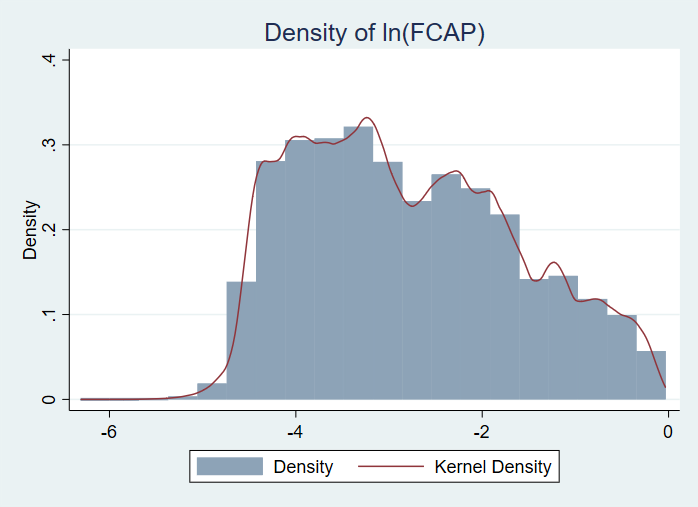 Density of ln(FCAP)
.4
.3
.2
.1
0
Density
-6
-4
-2
0
Density
Kernel Density